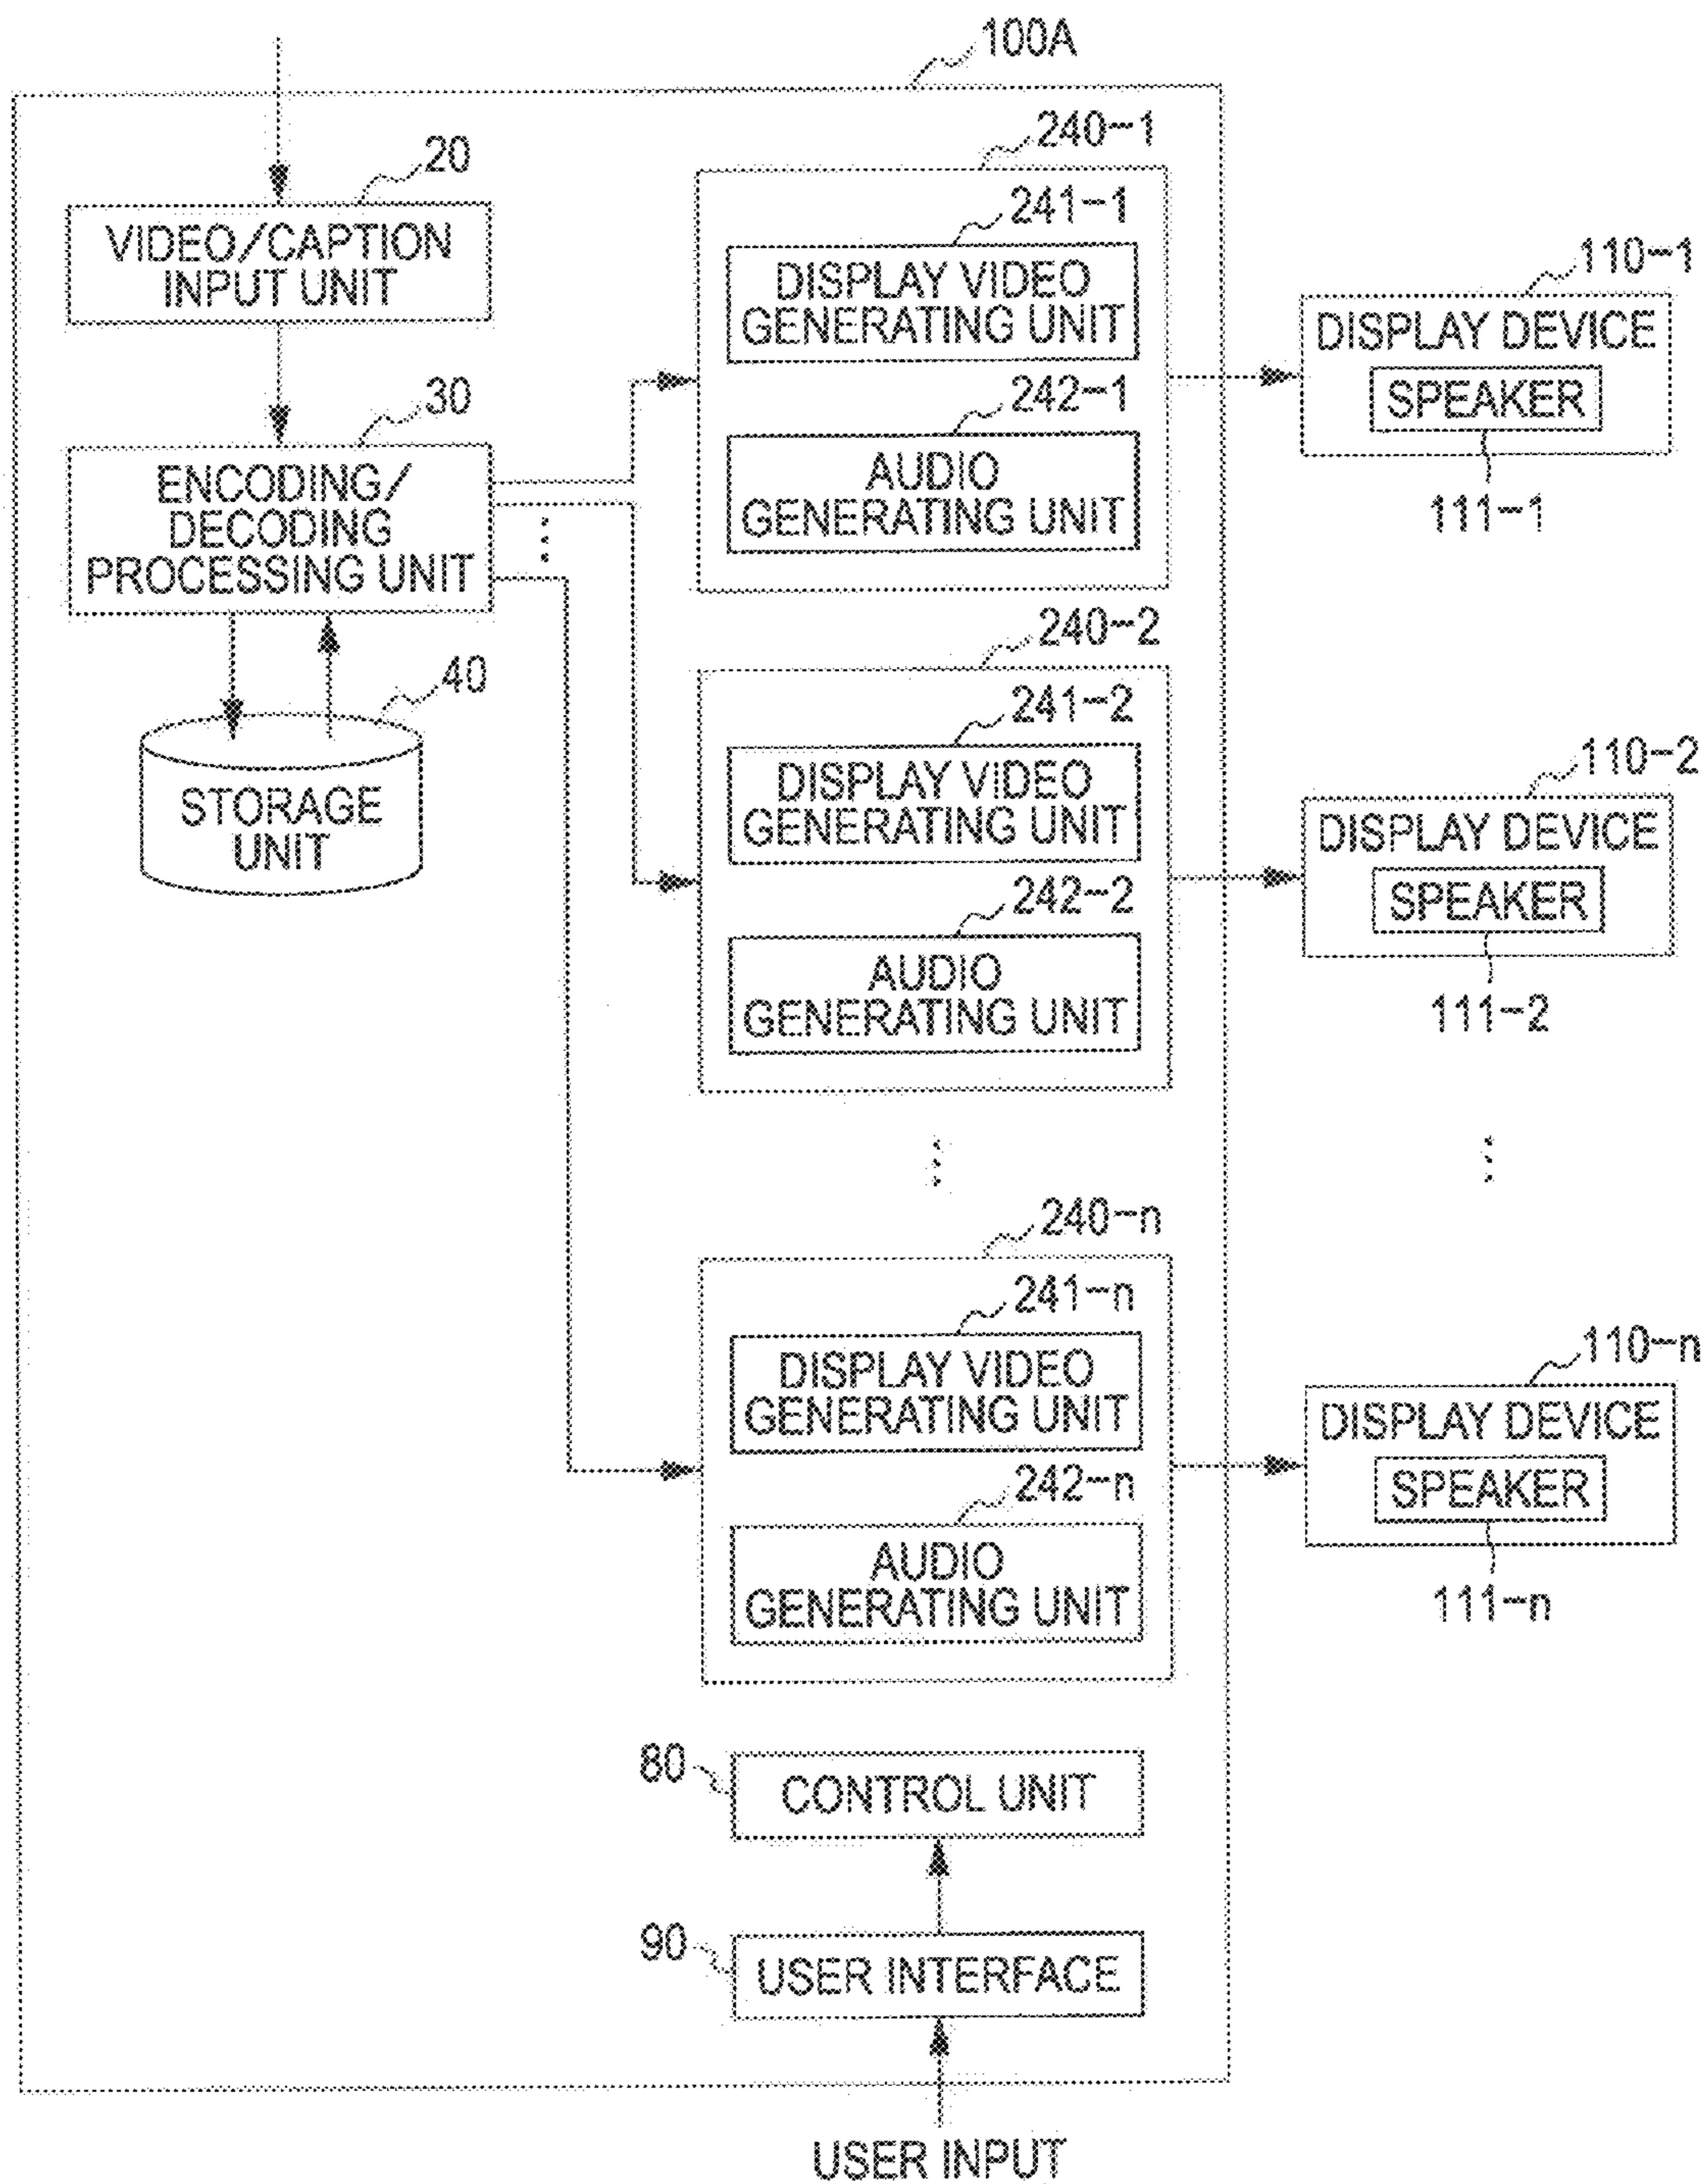 100A
20
VIDEO/CAPTION
INPUT UNIT
30
ENCODING/
DECODING
PROCESSING UNIT
40
STORAGE
UNIT
240-1
241-1
DISPLAY VIDEO
GENERATING UNIT
242-1
AUDIO
GENERATING UNIT
110-1
DISPLAY DEVICE
SPEAKER
111-1
240-2
241-2
DISPLAY VIDEO
GENERATING UNIT
242-2
AUDIO
GENERATING UNIT
110-2
DISPLAY DEVICE
SPEAKER
111-2
240-n
241-n
DISPLAY VIDEO
GENERATING UNIT
242-n
AUDIO
GENERATING UNIT
110-n
DISPLAY DEVICE
SPEAKER
111-n
80
CONTROL UNIT
90
USER INTERFACE
USER INPUT